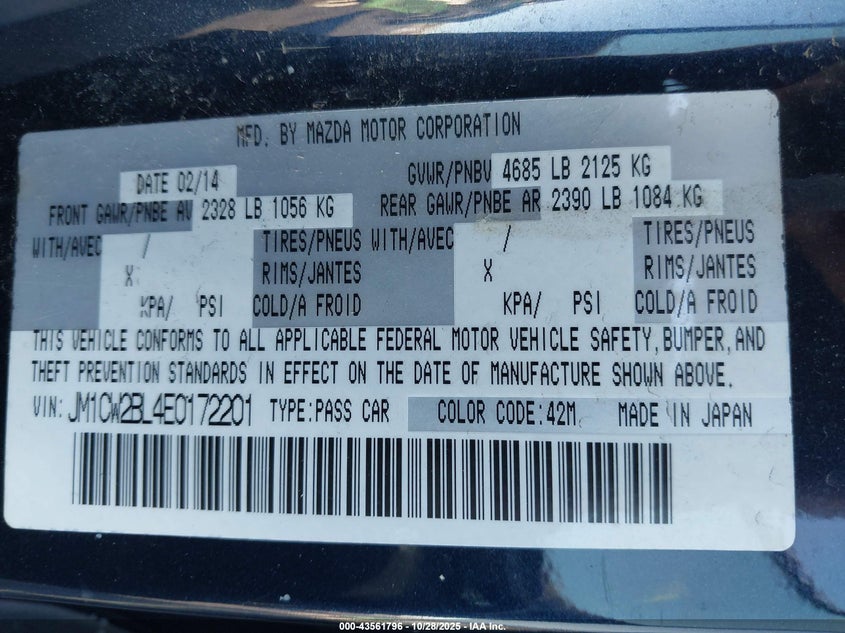 MFD. BY MAZDA MOTOR CORPORATION
DATE 02/14 GVWR/PNBV 4685 LB 2125 KG
FRONT GAWR/PNBE AV 2328 LB 1056 KG REAR GAWR/PNBE AR 2390 LB 1084 KG
WITH/AVEC / TIRES/PNEUS WITH/AVEC / TIRES/PNEUS
X RIMS/JANTES X RIMS/JANTES
KPA/ PSI COLD/A FROID KPA/ PSI COLD/A FROID
THIS VEHICLE CONFORMS TO ALL APPLICABLE FEDERAL MOTOR VEHICLE SAFETY, BUMPER, AND
THEFT PREVENTION STANDARDS IN EFFECT ON THE DATE OF MANUFACTURE SHOWN ABOVE.
VIN: JM1CW2BL4E0172201 TYPE:PASS CAR COLOR CODE:42M MADE IN JAPAN
000-43561796 - 10/28/2025 - IAA Inc.